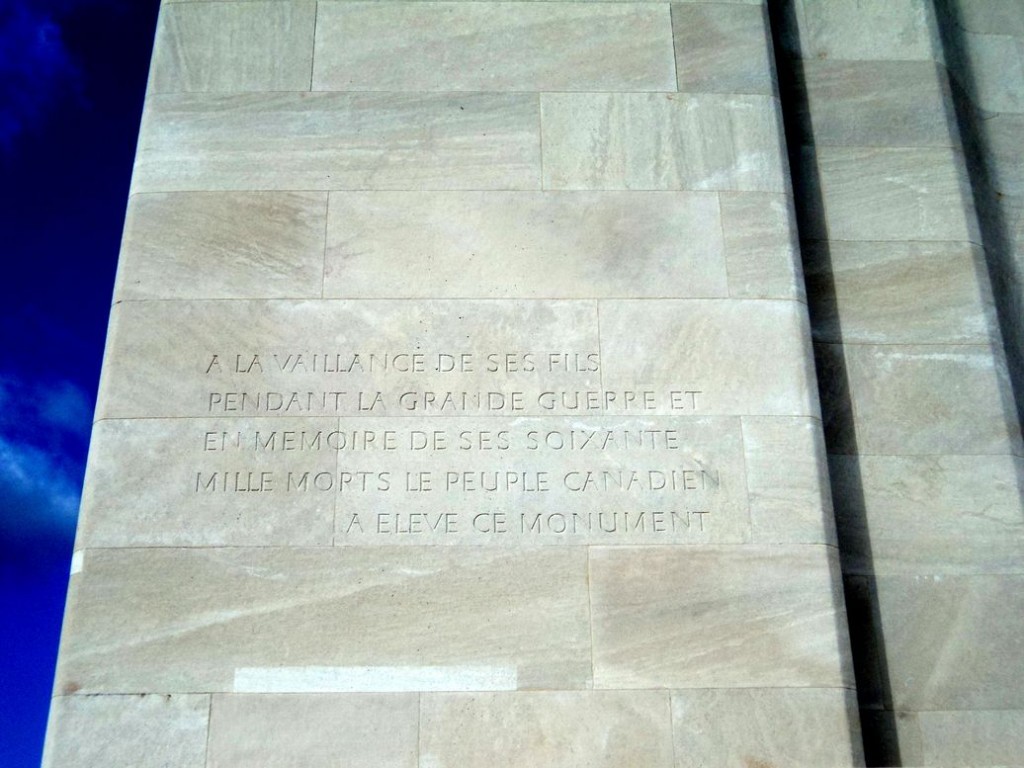 A LA VAILLANCE DE SES FILS
PENDANT LA GRANDE GUERRE ET
EN MEMOIRE DE SES SOIXANTE
MILLE MORTS LE PEUPLE CANADIEN
A ELEVE CE MONUMENT